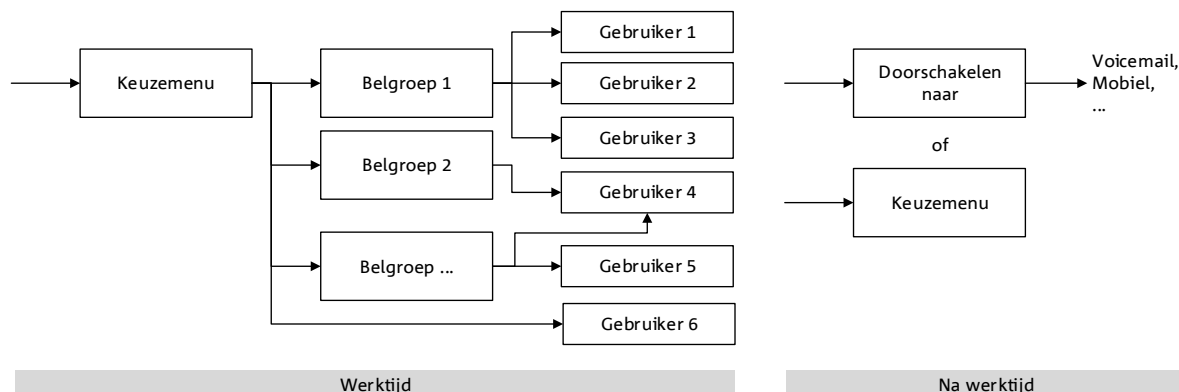 Keuzemenu
Belgroep 1
Belgroep 2
Belgroep ...
Gebruiker 1
Gebruiker 2
Gebruiker 3
Gebruiker 4
Gebruiker 5
Gebruiker 6
Werktijd
Doorschakelen
naar
Voicemail,
Mobiel,
...
of
Keuzemenu
Na werktijd